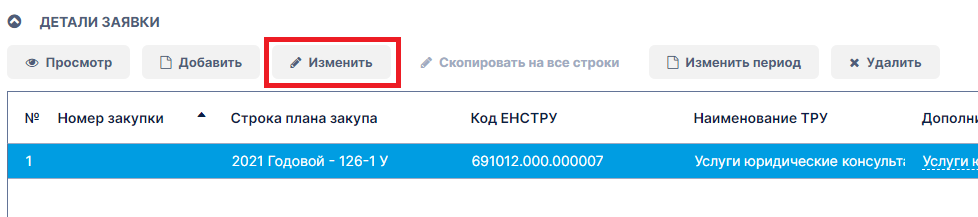 ДЕТАЛИ ЗАЯВКИ
Просмотр Добавить Изменить Скопировать на все строки Изменить период Удалить
№ Номер закупки Строка плана закупа Код ЕНСТРУ Наименование ТРУ Дополни
1 2021 Годовой - 126-1 У 691012.000.000007 Услуги юридические консульта Услуги ю